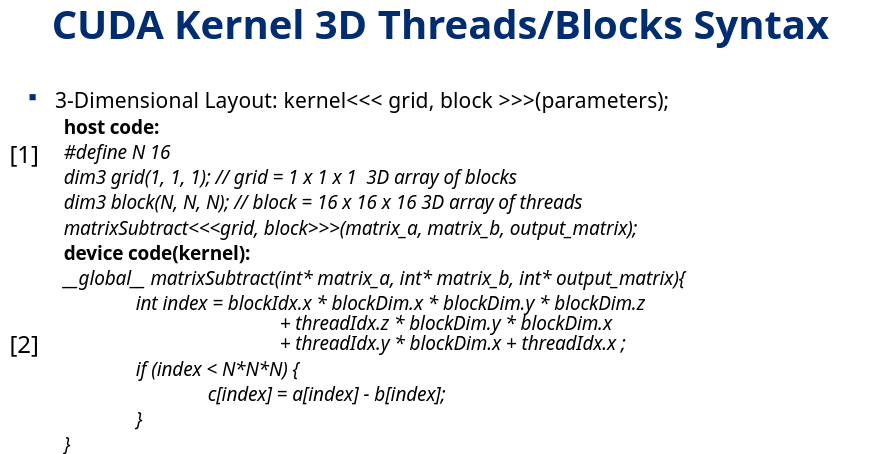 CUDA Kernel 3D Threads/Blocks Syntax
▪ 3-Dimensional Layout: kernel<<< grid, block >>>(parameters);
host code:
[1] #define N 16
dim3 grid(1, 1, 1); // grid = 1 x 1 x 1  3D array of blocks
dim3 block(N, N, N); // block = 16 x 16 x 16 3D array of threads
matrixSubtract<<<grid, block>>>(matrix_a, matrix_b, output_matrix);
device code(kernel):
__global__ matrixSubtract(int* matrix_a, int* matrix_b, int* output_matrix){
int index = blockIdx.x * blockDim.x * blockDim.y * blockDim.z
+ threadIdx.z * blockDim.y * blockDim.x
[2] + threadIdx.y * blockDim.x + threadIdx.x ;
if (index < N*N*N) {
c[index] = a[index] - b[index];
}
}